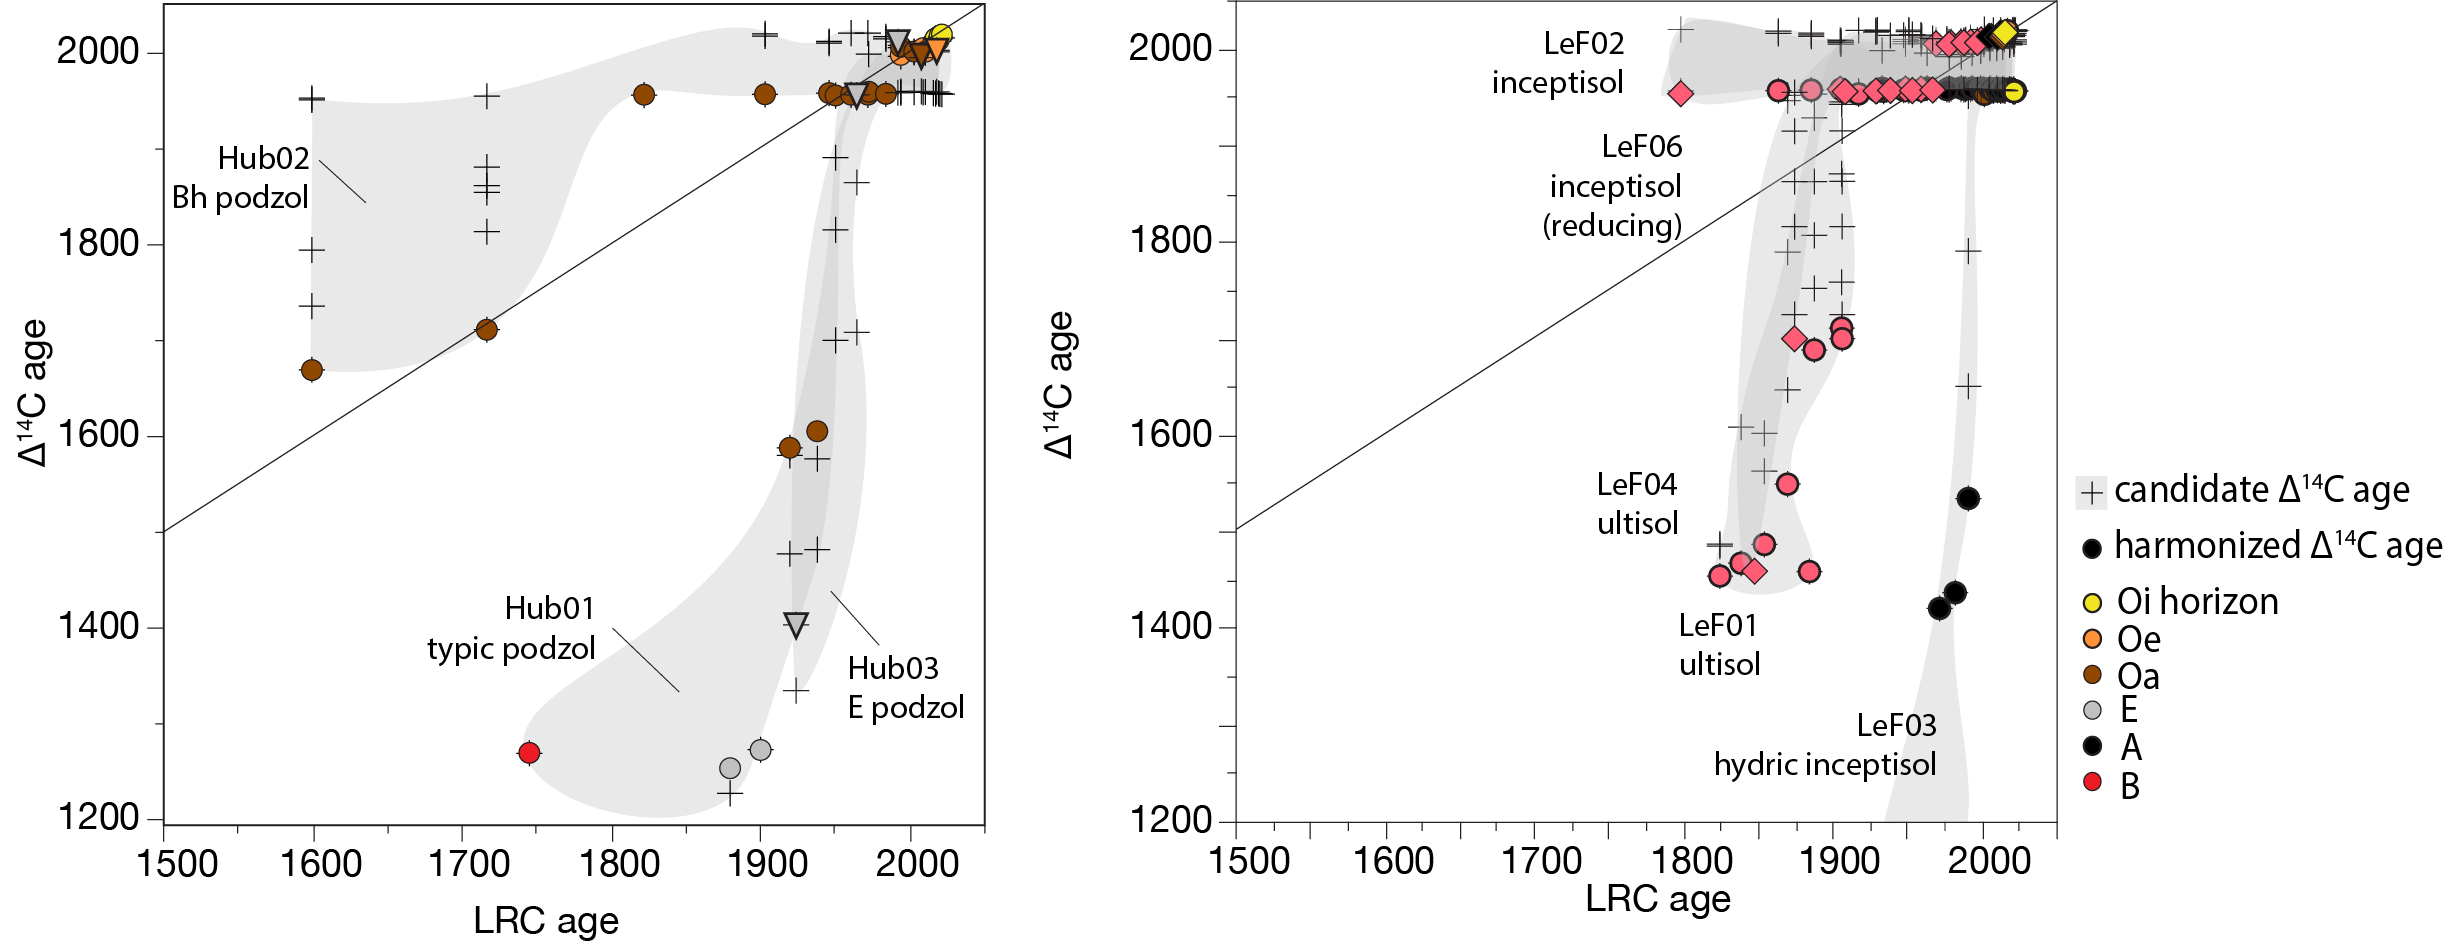 2000
1800
1600
1400
1200
Δ¹⁴C age
1500
1600
1700
1800
1900
2000
LRC age
Hub02
Bh podzol
Hub01
typic podzol
Hub03
E podzol
2000
1800
1600
1400
1200
Δ¹⁴C age
1500
1600
1700
1800
1900
2000
LRC age
LeF02
inceptisol
LeF06
inceptisol
(reducing)
LeF04
ultisol
LeF01
ultisol
LeF03
hydric inceptisol
candidate Δ¹⁴C age
harmonized Δ¹⁴C age
Oi horizon
Oe
Oa
E
A
B